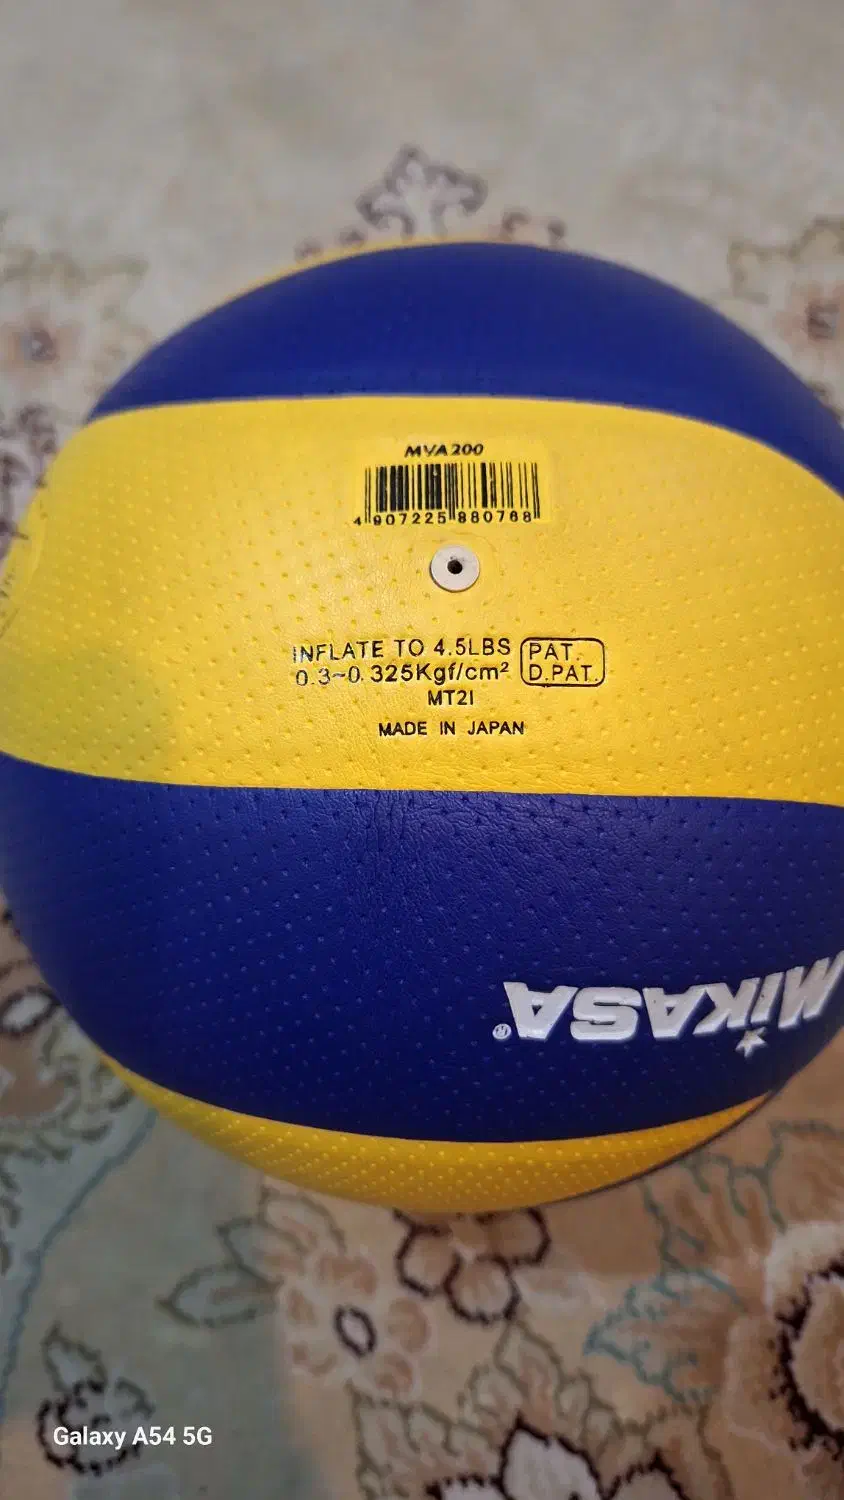 MVA200
4 907225 880768
INFLATE TO 4.5LBS
0.3~0.325Kgf/cm²
PAT.
D.PAT.
MT2I
MADE IN JAPAN
MIKASA®
Galaxy A54 5G